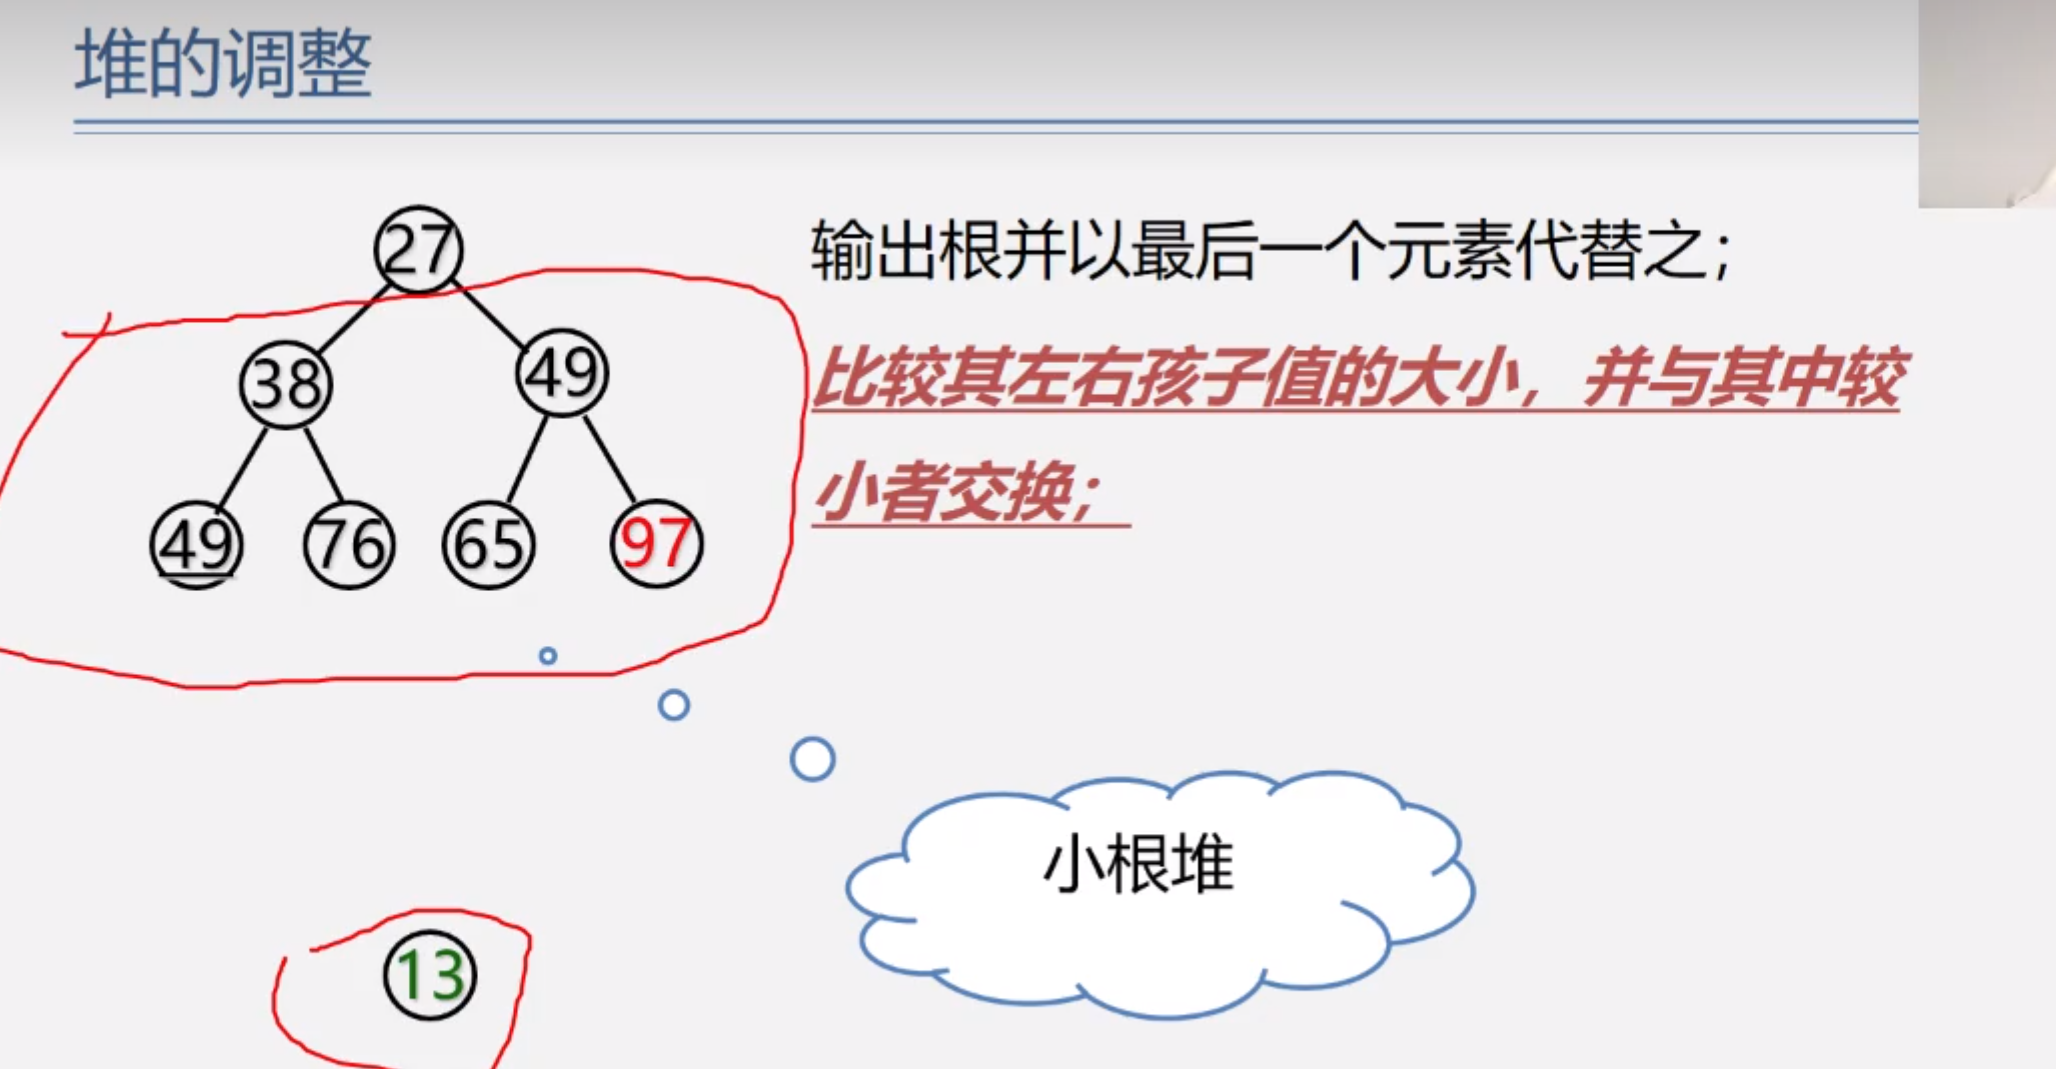 堆的调整
27
输出根并以最后一个元素代替之；
38
49
比较其左右孩子值的大小，并与其中较
小者交换；
49
76
65
97
小根堆
13